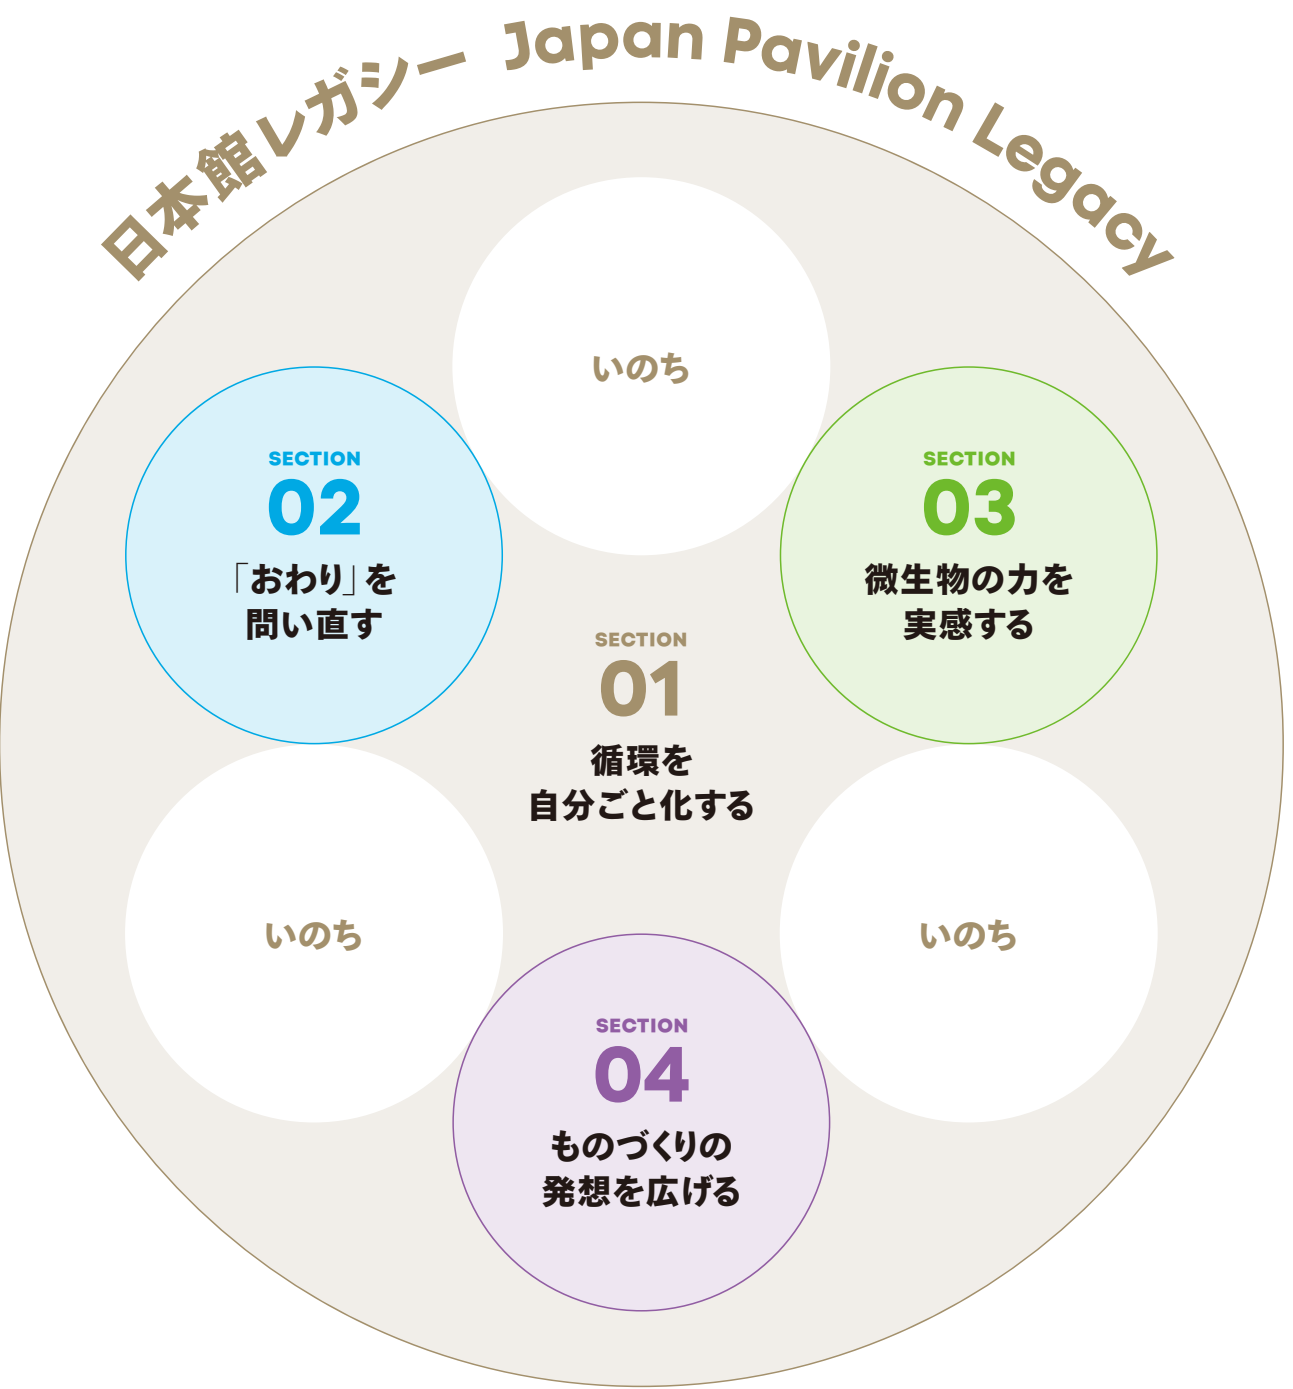 日本館レガシー Japan Pavilion Legacy
いのち
SECTION
02
「おわり」を
問い直す
SECTION
03
微生物の力を
実感する
SECTION
01
循環を
自分ごと化する
いのち
いのち
SECTION
04
ものづくりの
発想を広げる